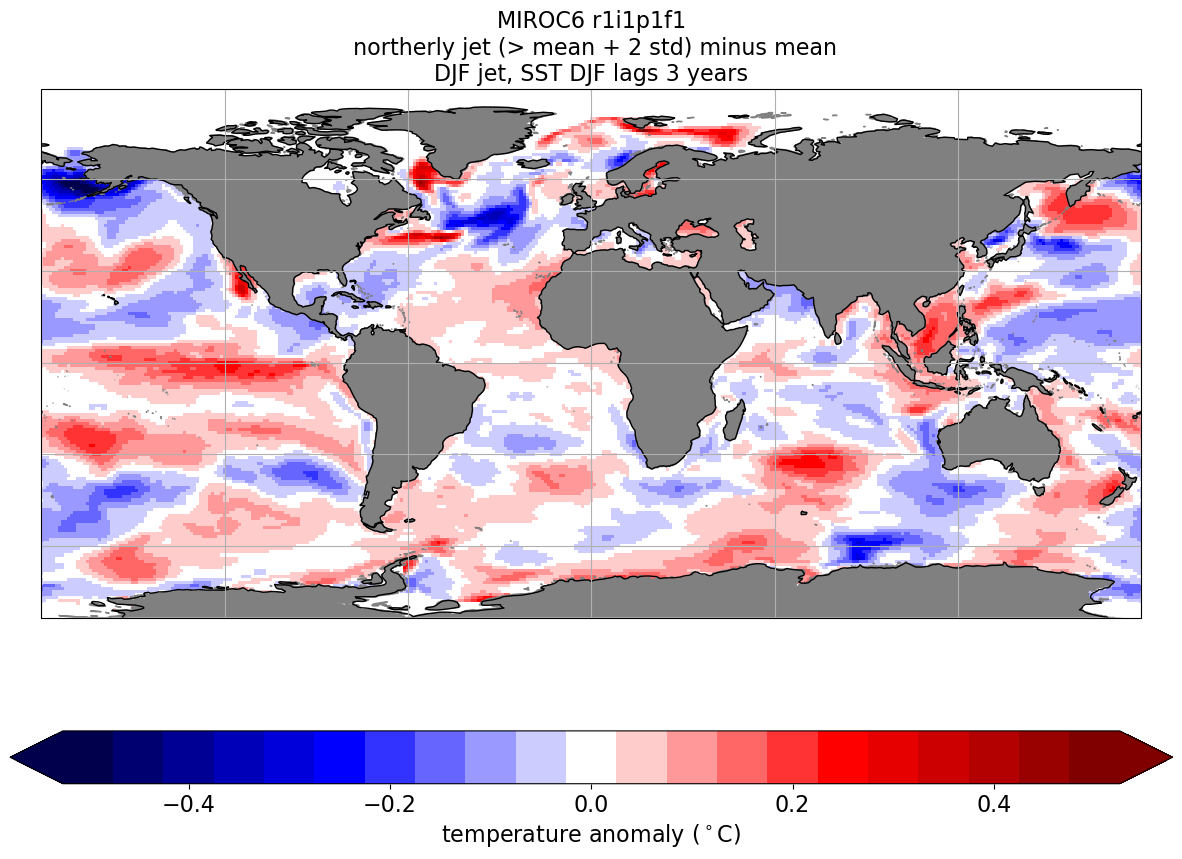 MIROC6 r1i1p1f1
northerly jet (> mean + 2 std) minus mean
DJF jet, SST DJF lags 3 years
−0.4 −0.2 0.0 0.2 0.4
temperature anomaly (°C)